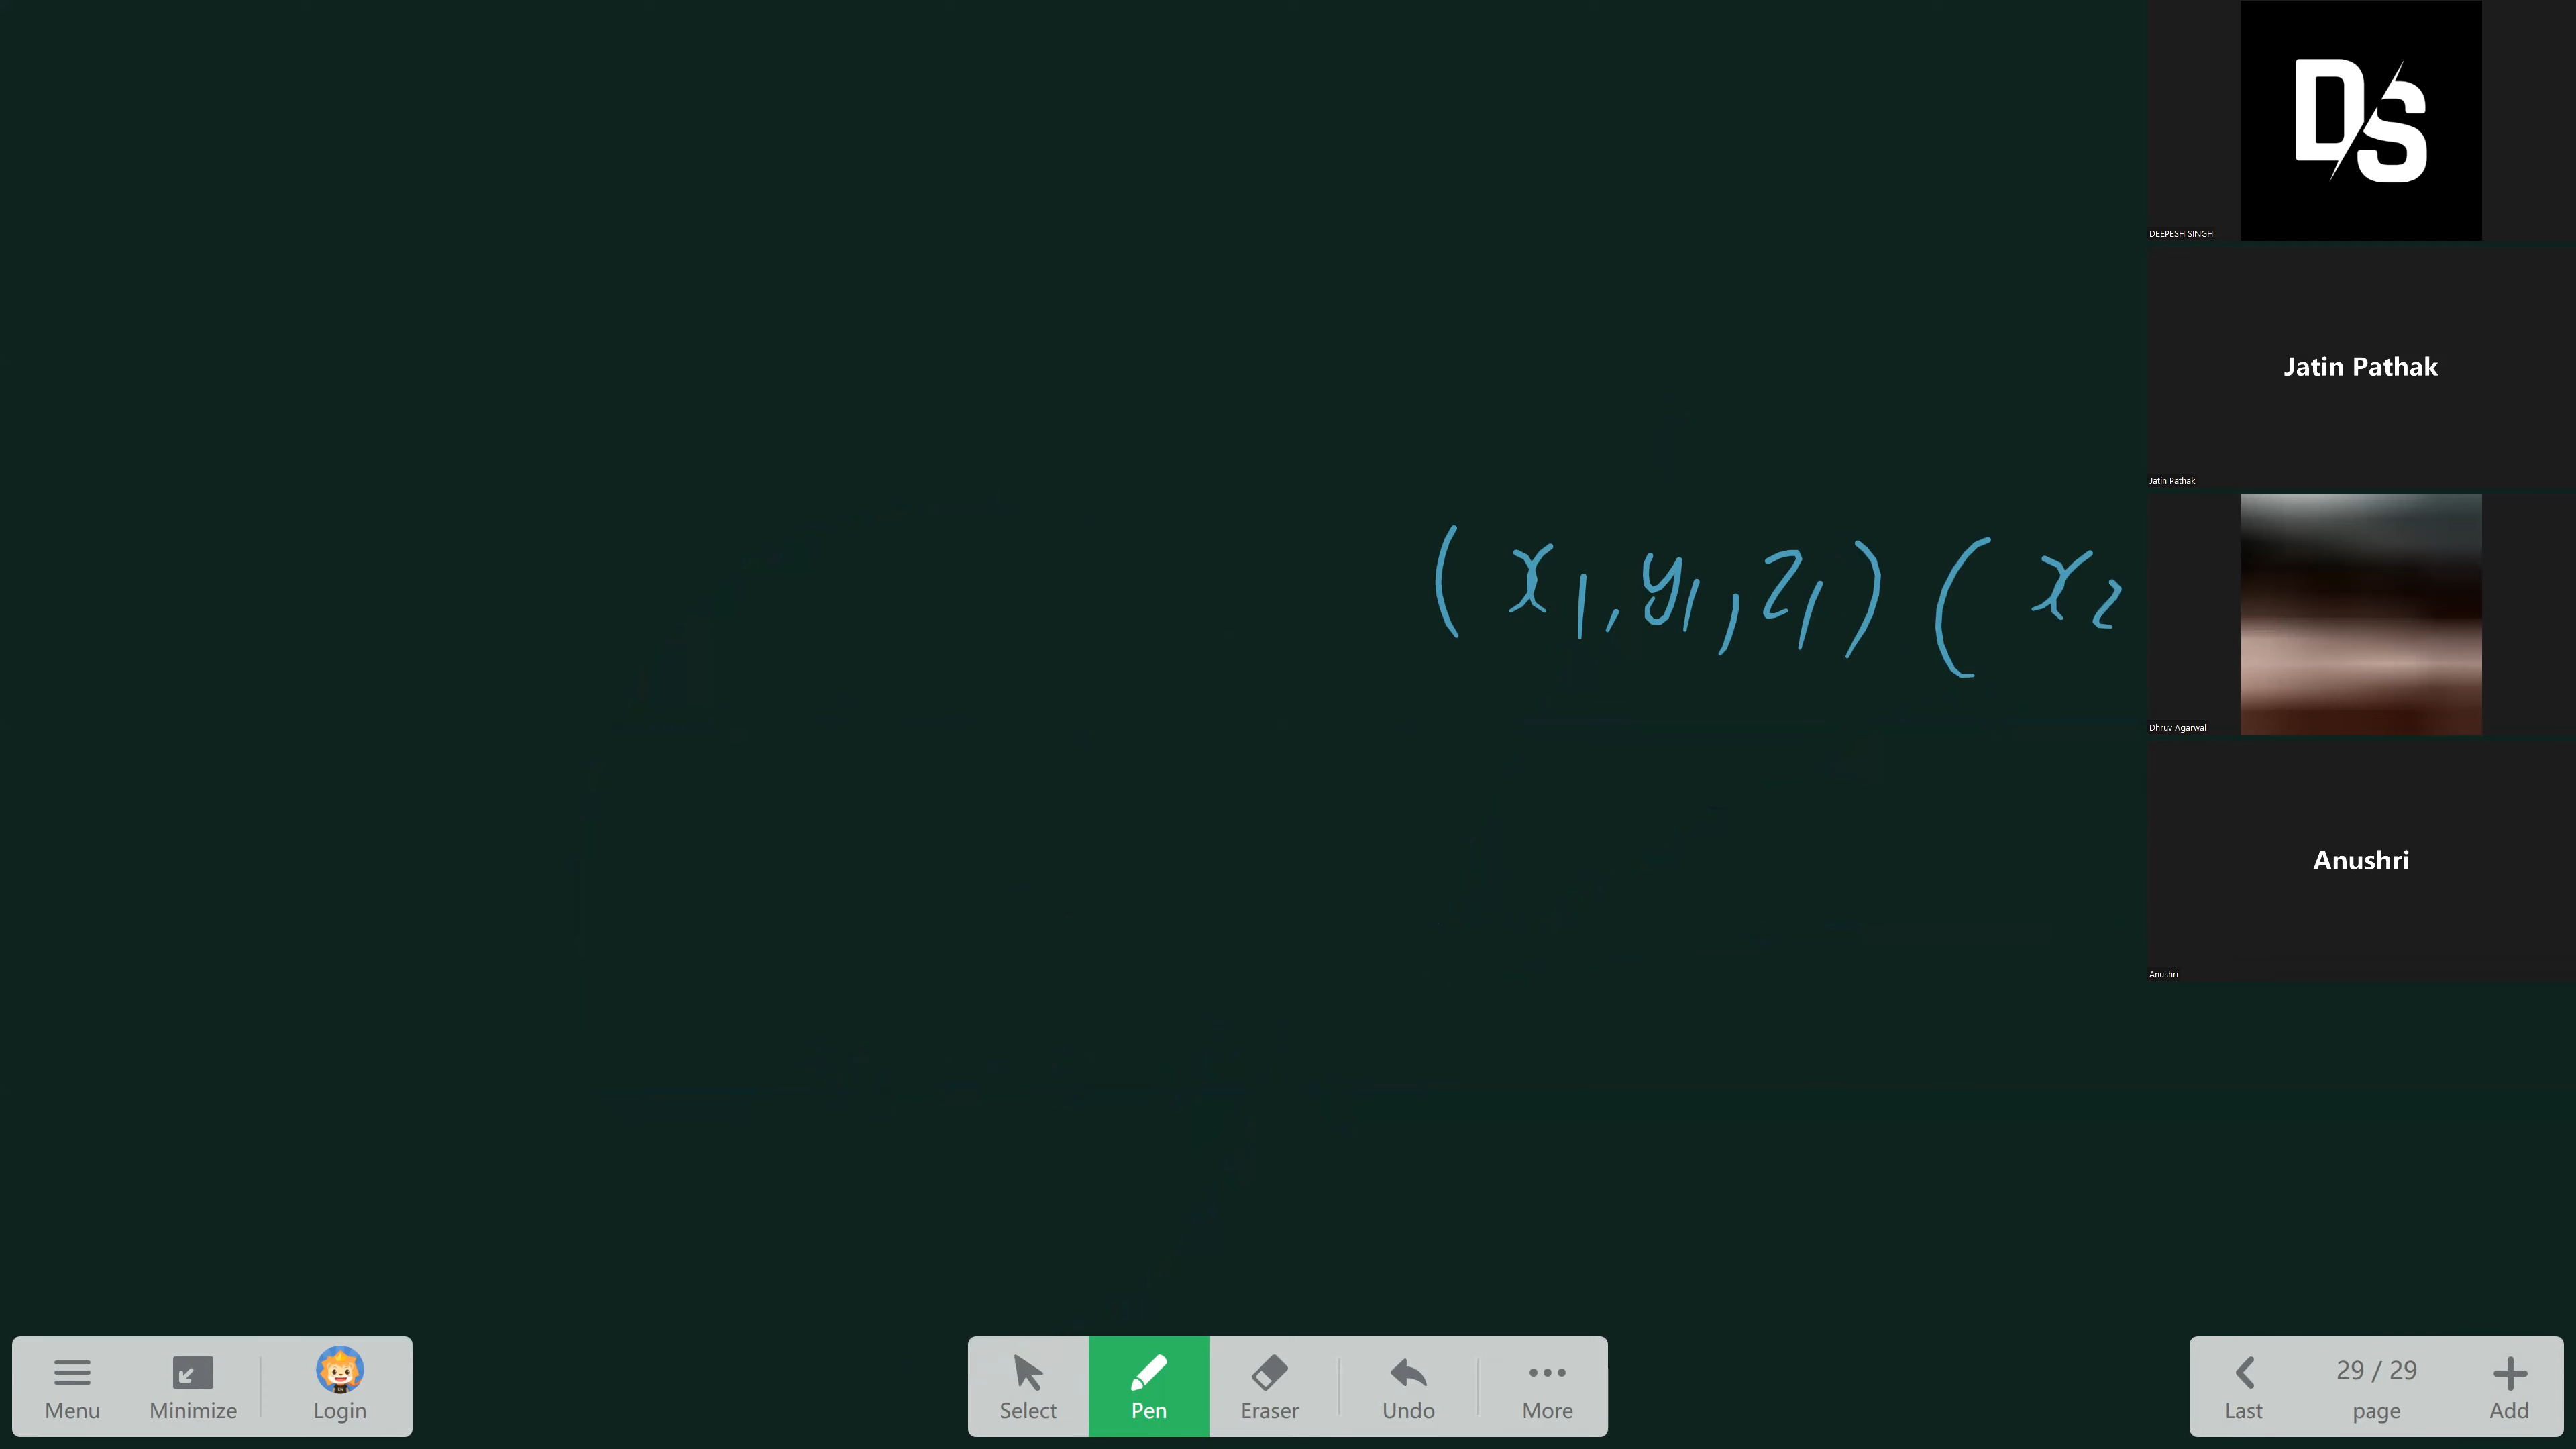 DS
DEEPESH SINGH
Jatin Pathak
Jatin Pathak
(x₁,y₁,z₁)(x₂
Dhruv Agarwal
Anushri
Anushri
Menu Minimize Login
Select Pen Eraser Undo More
29 / 29
Last page Add